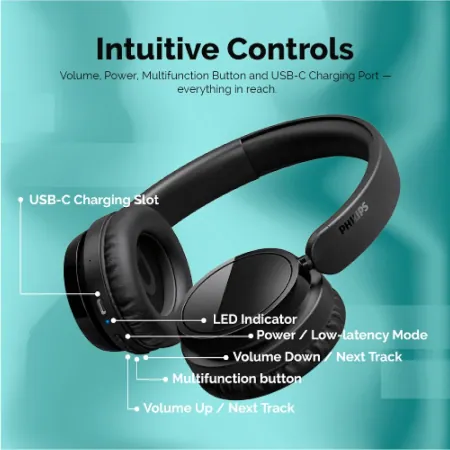 Intuitive Controls
Volume, Power, Multifunction Button and USB-C Charging Port —
everything in reach.
PHILIPS
USB-C Charging Slot
LED Indicator
Power / Low-latency Mode
Volume Down / Next Track
Multifunction button
Volume Up / Next Track